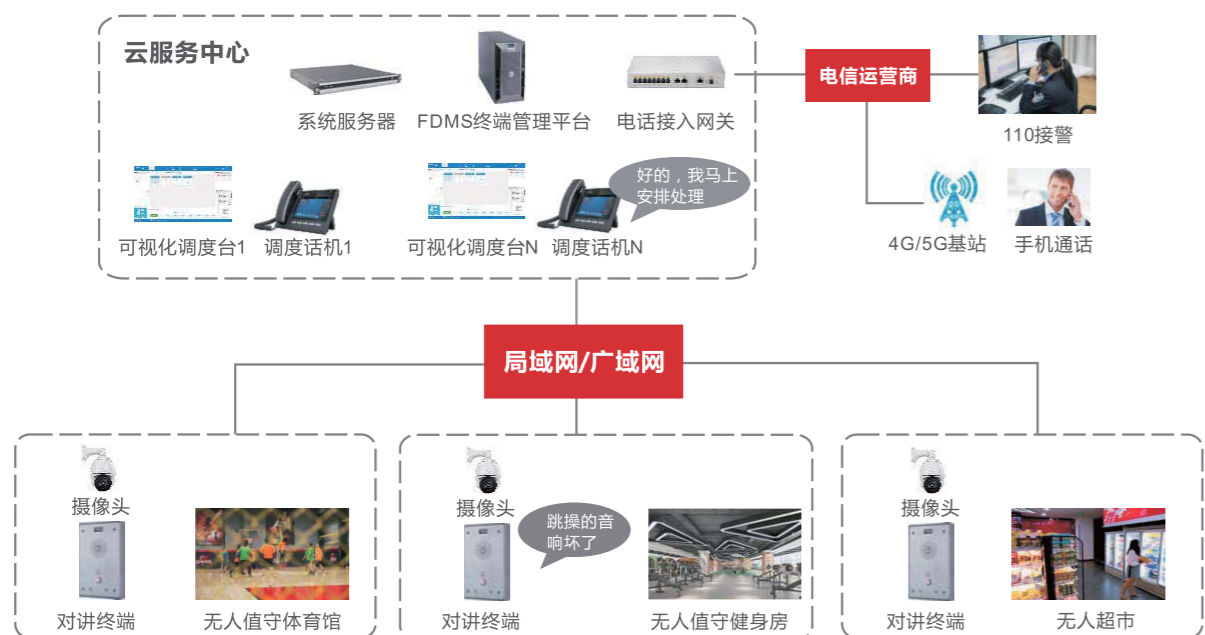 云服务中心
电信运营商
系统服务器
FDMS终端管理平台
电话接入网关
110接警
好的，我马上
安排处理
可视化调度台1
调度话机1
可视化调度台N
调度话机N
4G/5G基站
手机通话
局域网/广域网
摄像头
对讲终端
无人值守体育馆
摄像头
跳操的音
响坏了
对讲终端
无人值守健身房
摄像头
对讲终端
无人超市